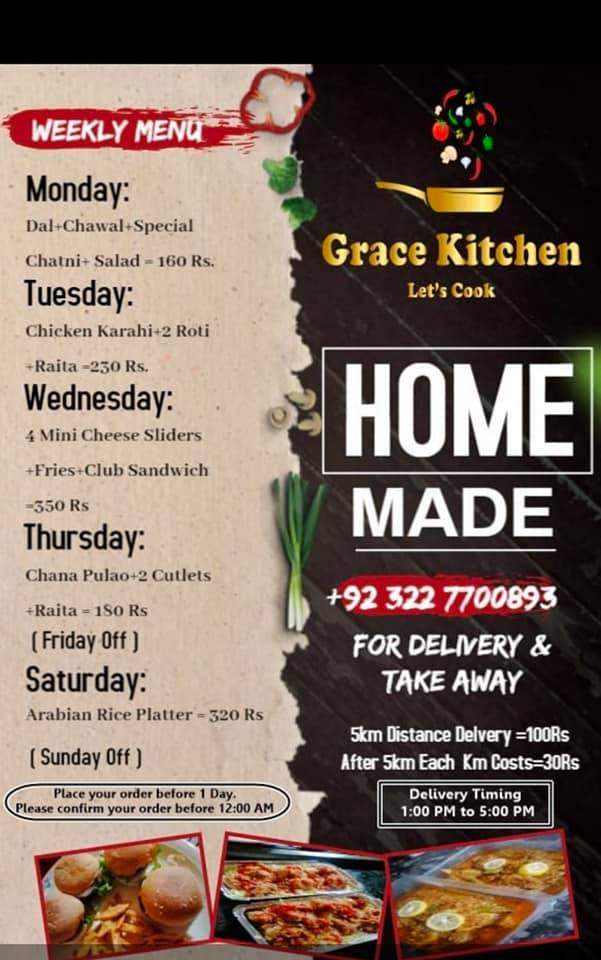 WEEKLY MENU
Monday:
Dal+Chawal+Special
Chatni+ Salad = 160 Rs.
Tuesday:
Chicken Karahi+2 Roti
+Raita =230 Rs.
Wednesday:
4 Mini Cheese Sliders
+Fries+Club Sandwich
=350 Rs
Thursday:
Chana Pulao+2 Cutlets
+Raita = 180 Rs
( Friday Off )
Saturday:
Arabian Rice Platter = 320 Rs
( Sunday Off )
Place your order before 1 Day.
Please confirm your order before 12:00 AM
Grace Kitchen
Let's Cook
HOME
MADE
+92 322 7700893
FOR DELIVERY &
TAKE AWAY
5km Distance Delvery =100Rs
After 5km Each Km Costs=30Rs
Delivery Timing
1:00 PM to 5:00 PM